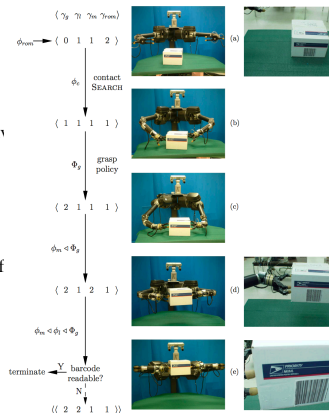 ⟨ γg γl γm γrom⟩
ϕrom ⟨ 0 1 1 2 ⟩ (a)
ϕc contact
SEARCH
⟨ 1 1 1 1 ⟩ (b)
Φg grasp
policy
⟨ 2 1 1 1 ⟩ (c)
f
ϕm ◁ Φg
⟨ 2 1 2 1 ⟩ (d)
ϕm ◁ ϕl ◁ Φg
terminate Y barcode (e)
readable?
N
⟨⟨ 2 2 1 1 ⟩⟩
PRIORITY
MAIL